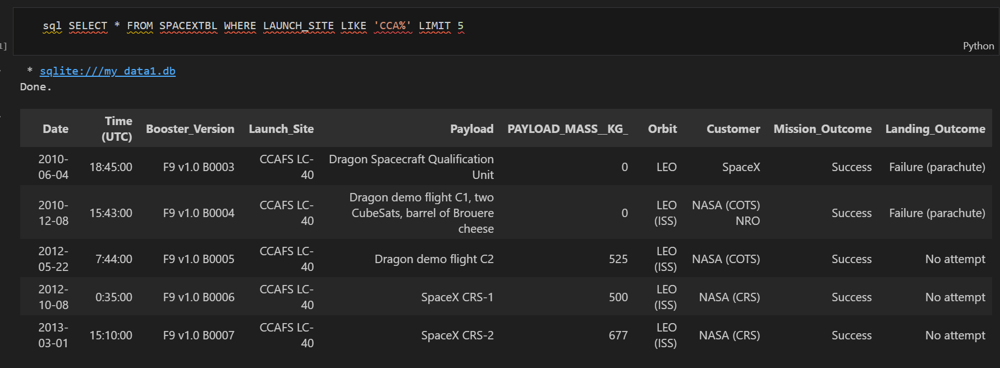 sql SELECT * FROM SPACEXTBL WHERE LAUNCH_SITE LIKE 'CCA%' LIMIT 5
1]
Python
* sqlite:///my_data1.db
Done.
Date Time (UTC) Booster_Version Launch_Site Payload PAYLOAD_MASS__KG_ Orbit Customer Mission_Outcome Landing_Outcome
2010-06-04 18:45:00 F9 v1.0 B0003 CCAFS LC-40 Dragon Spacecraft Qualification Unit 0 LEO SpaceX Success Failure (parachute)
2010-12-08 15:43:00 F9 v1.0 B0004 CCAFS LC-40 Dragon demo flight C1, two CubeSats, barrel of Brouere cheese 0 LEO (ISS) NASA (COTS) NRO Success Failure (parachute)
2012-05-22 7:44:00 F9 v1.0 B0005 CCAFS LC-40 Dragon demo flight C2 525 LEO (ISS) NASA (COTS) Success No attempt
2012-10-08 0:35:00 F9 v1.0 B0006 CCAFS LC-40 SpaceX CRS-1 500 LEO (ISS) NASA (CRS) Success No attempt
2013-03-01 15:10:00 F9 v1.0 B0007 CCAFS LC-40 SpaceX CRS-2 677 LEO (ISS) NASA (CRS) Success No attempt